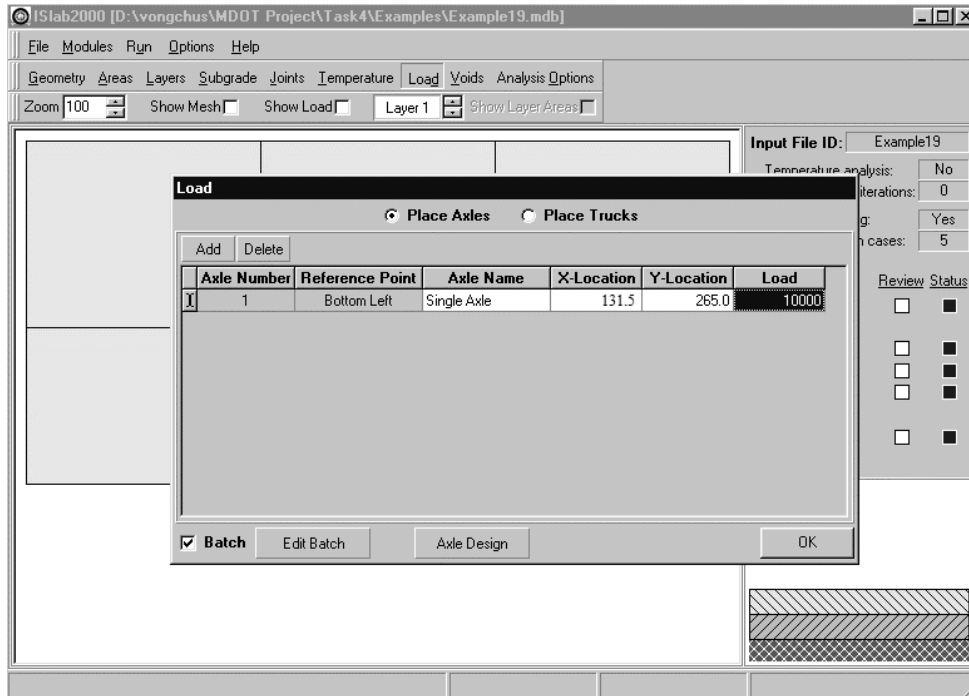 ISlab2000 [D:\vongchus\MDOT Project\Task4\Examples\Example19.mdb]
File Modules Run Options Help
Geometry Areas Layers Subgrade Joints Temperature Load Voids Analysis Options
Zoom 100 Show Mesh Show Load Layer 1 Show Layer Areas
Input File ID: Example19
Temperature analysis: No
iterations: 0
g: Yes
n cases: 5
Review Status
Load
Place Axles Place Trucks
Add Delete
Axle Number Reference Point Axle Name X-Location Y-Location Load
1 Bottom Left Single Axle 131.5 265.0 10000
Batch Edit Batch Axle Design OK